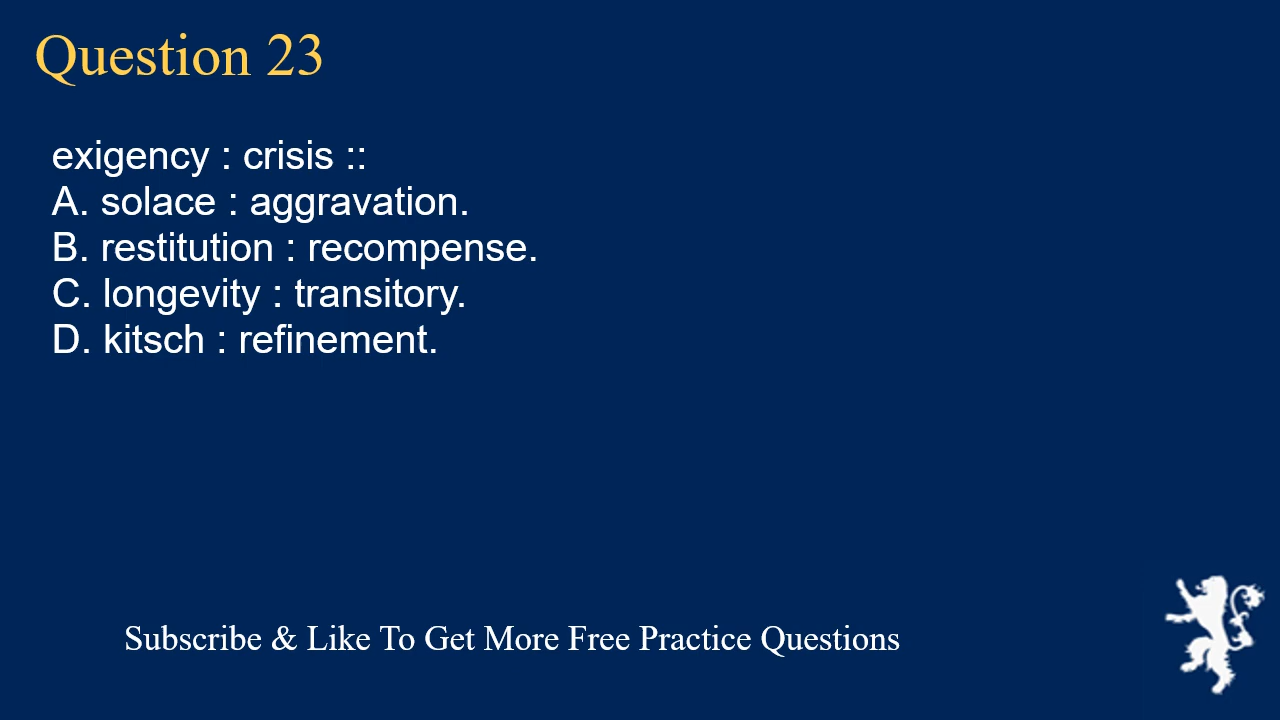 Question 23
exigency : crisis ::
A. solace : aggravation.
B. restitution : recompense.
C. longevity : transitory.
D. kitsch : refinement.
Subscribe & Like To Get More Free Practice Questions